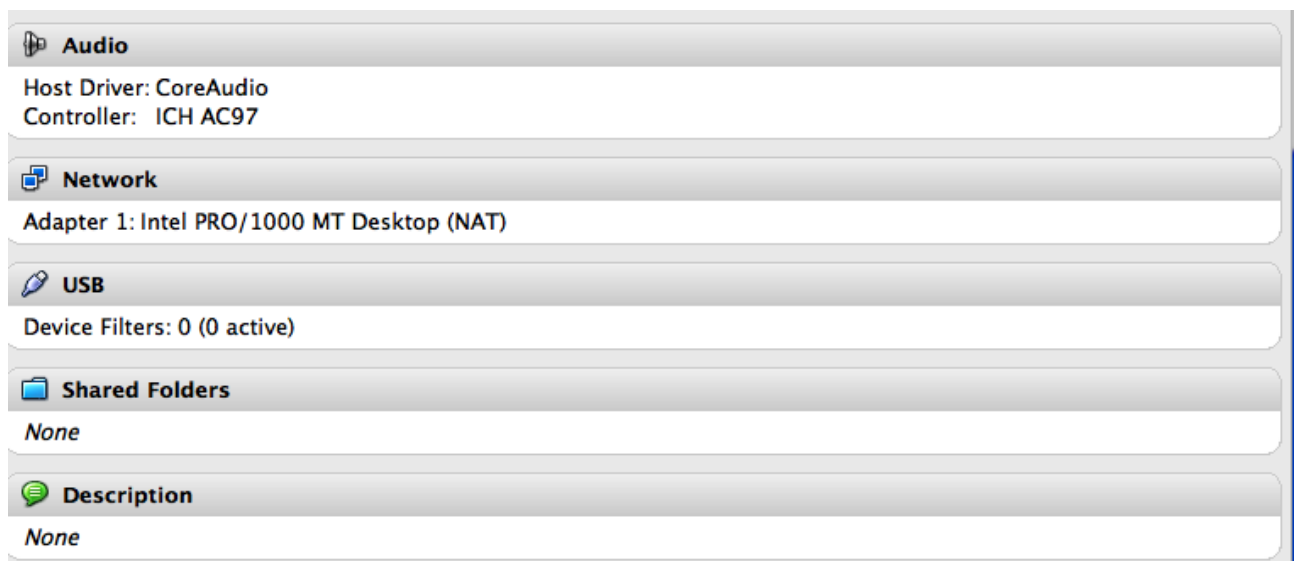 Audio
Host Driver: CoreAudio
Controller: ICH AC97
Network
Adapter 1: Intel PRO/1000 MT Desktop (NAT)
USB
Device Filters: 0 (0 active)
Shared Folders
None
Description
None